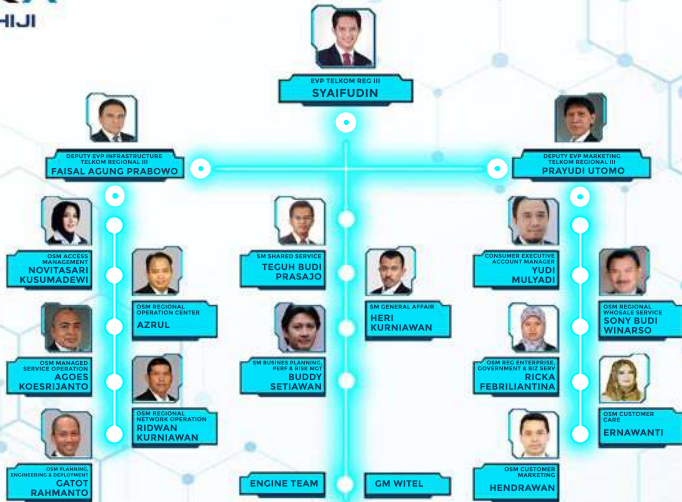 HIJI
EVP TELKOM REG III
SYAIFUDIN
DEPUTY EVP INFRASTRUCTURE
TELKOM REGIONAL III
FAISAL AGUNG PRABOWO
DEPUTY EVP MARKETING
TELKOM REGIONAL III
PRAYUDI UTOMO
OSM ACCESS
MANAGEMENT
NOVITASARI
KUSUMADEWI
OSM REGIONAL
OPERATION CENTER
AZRUL
OSM MANAGED
SERVICE OPERATION
AGOES
KOESRIJANTO
OSM REGIONAL
NETWORK OPERATION
RIDWAN
KURNIAWAN
OSM PLANNING,
ENGINEERING & DEPLOYMENT
GATOT
RAHMANTO
SM SHARED SERVICE
TEGUH BUDI
PRASAJO
SM GENERAL AFFAIR
HERI
KURNIAWAN
SM BUSINES PLANNING,
PERF & RISK MGT
BUDDY
SETIAWAN
ENGINE TEAM
GM WITEL
CONSUMER EXECUTIVE
ACCOUNT MANAGER
YUDI
MULYADI
OSM REGIONAL
WHOSALE SERVICE
SONY BUDI
WINARSO
OSM REG ENTERPRISE,
GOVERNMENT & BIZ SERV
RICKA
FEBRILIANTINA
OSM CUSTOMER
CARE
ERNAWANTI
OSM CUSTOMER
MARKETING
HENDRAWAN